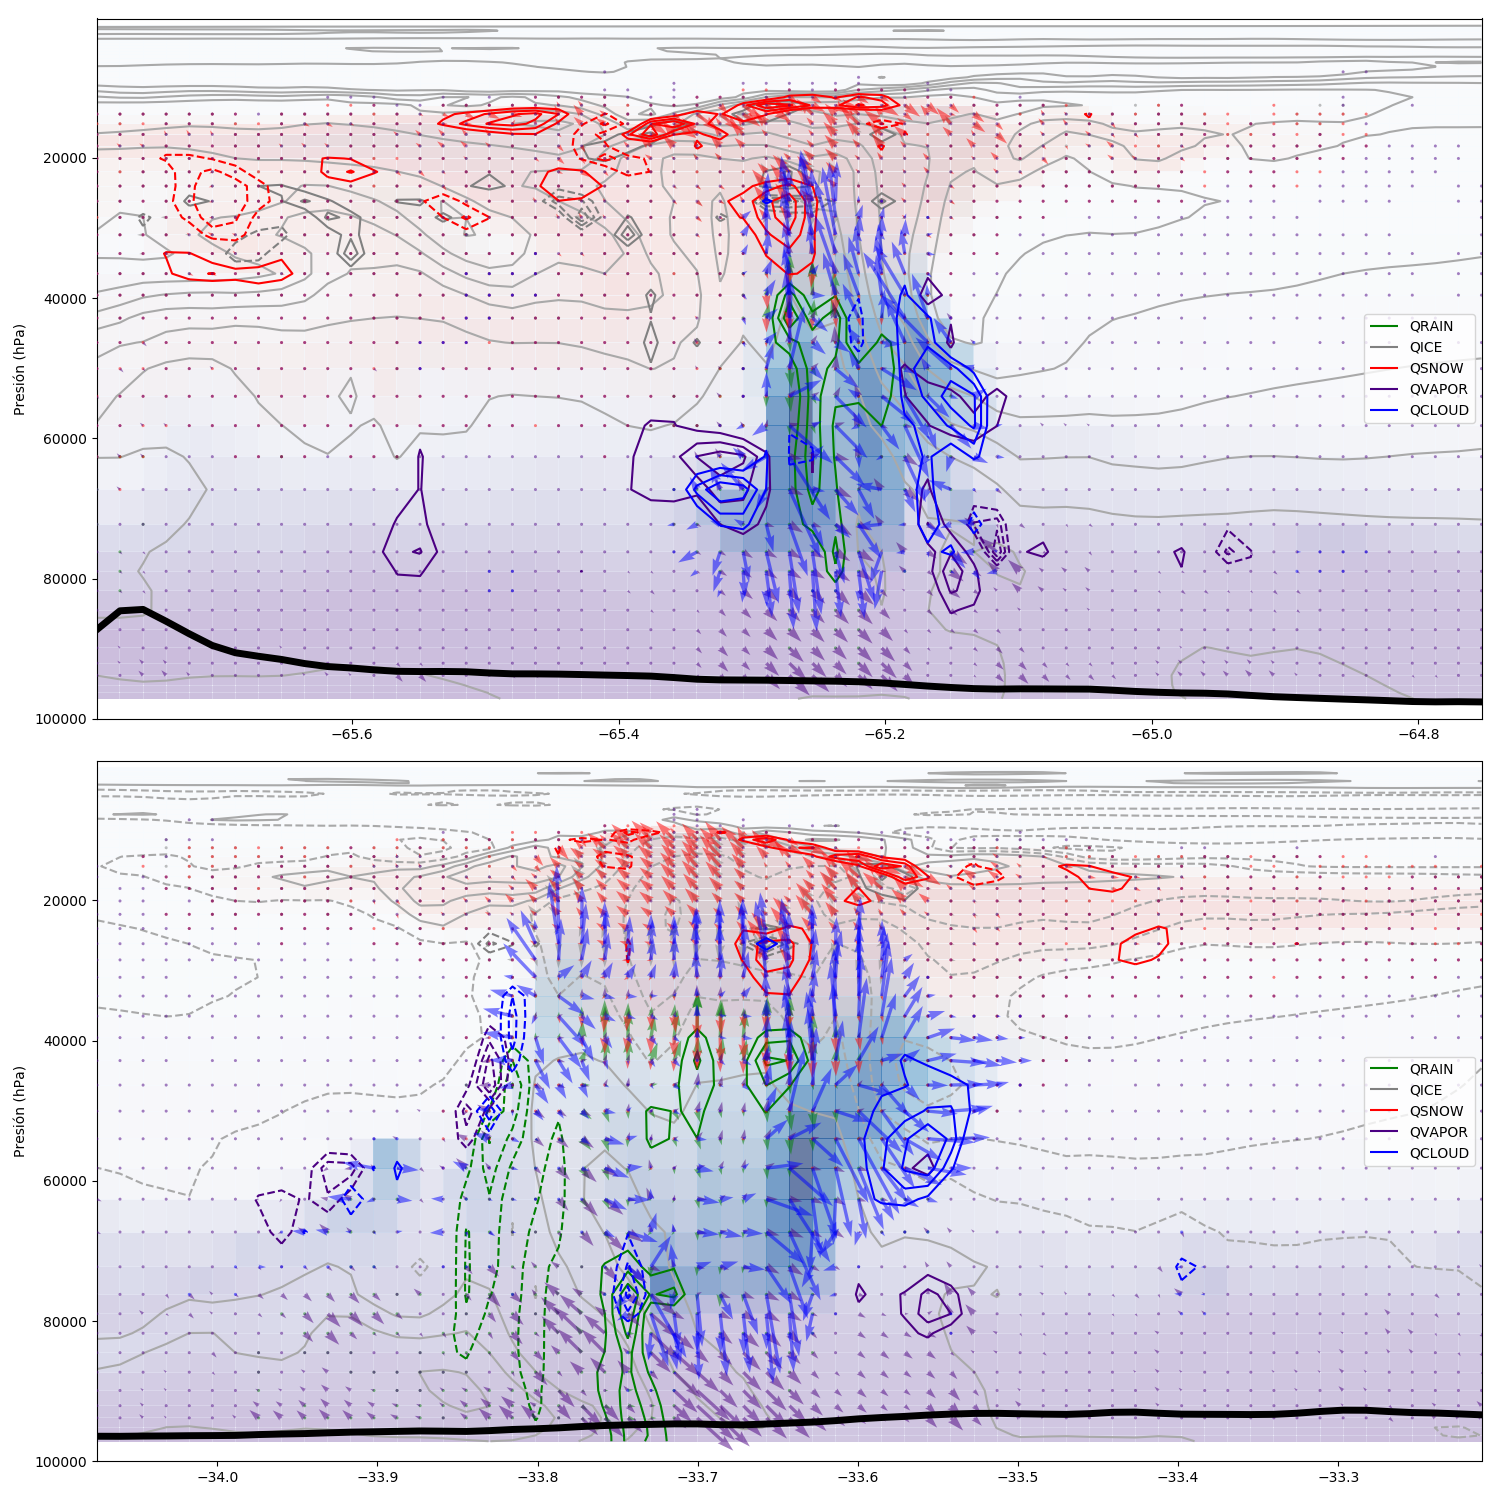 20000
40000
60000
80000
100000
Presión (hPa)
QRAIN
QICE
QSNOW
QVAPOR
QCLOUD
−65.6 −65.4 −65.2 −65.0 −64.8
20000
40000
60000
80000
100000
Presión (hPa)
QRAIN
QICE
QSNOW
QVAPOR
QCLOUD
−34.0 −33.9 −33.8 −33.7 −33.6 −33.5 −33.4 −33.3